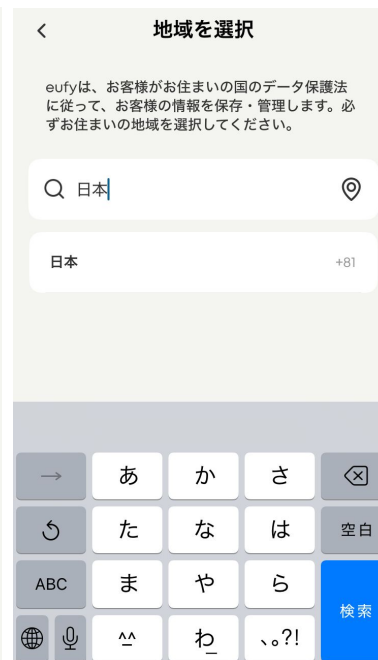 地域を選択
eufyは、お客様がお住まいの国のデータ保護法
に従って、お客様の情報を保存・管理します。必
ずお住まいの地域を選択してください。
日本
日本 +81
→ あ か さ
た な は 空白
ABC ま や ら
検索
^^ わ_ 、。?!